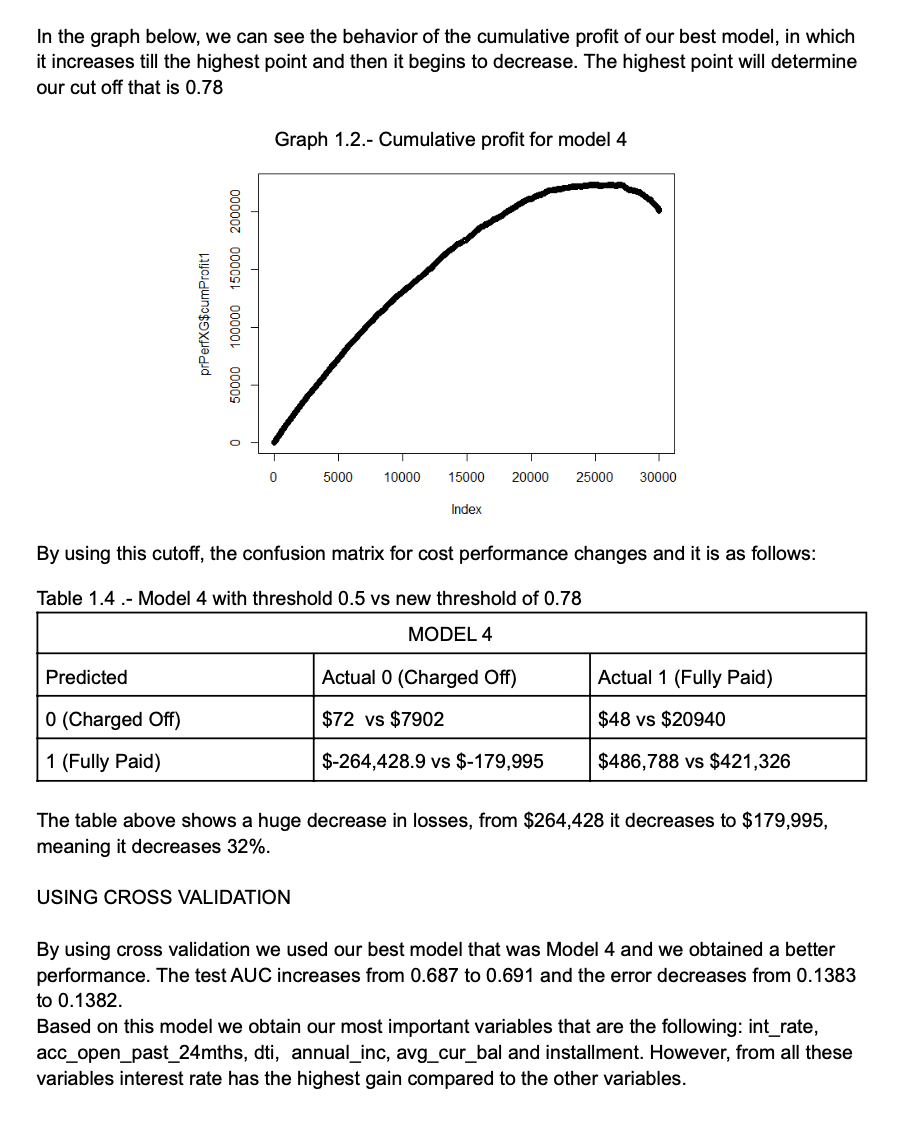 In the graph below, we can see the behavior of the cumulative profit of our best model, in which
it increases till the highest point and then it begins to decrease. The highest point will determine
our cut off that is 0.78
Graph 1.2.- Cumulative profit for model 4
prPerfXG$cumProfit1
200000
150000
100000
50000
0
0 5000 10000 15000 20000 25000 30000
Index
By using this cutoff, the confusion matrix for cost performance changes and it is as follows:
Table 1.4 .- Model 4 with threshold 0.5 vs new threshold of 0.78
MODEL 4
Predicted Actual 0 (Charged Off) Actual 1 (Fully Paid)
0 (Charged Off) $72 vs $7902 $48 vs $20940
1 (Fully Paid) $-264,428.9 vs $-179,995 $486,788 vs $421,326
The table above shows a huge decrease in losses, from $264,428 it decreases to $179,995,
meaning it decreases 32%.
USING CROSS VALIDATION
By using cross validation we used our best model that was Model 4 and we obtained a better
performance. The test AUC increases from 0.687 to 0.691 and the error decreases from 0.1383
to 0.1382.
Based on this model we obtain our most important variables that are the following: int_rate,
acc_open_past_24mths, dti, annual_inc, avg_cur_bal and installment. However, from all these
variables interest rate has the highest gain compared to the other variables.